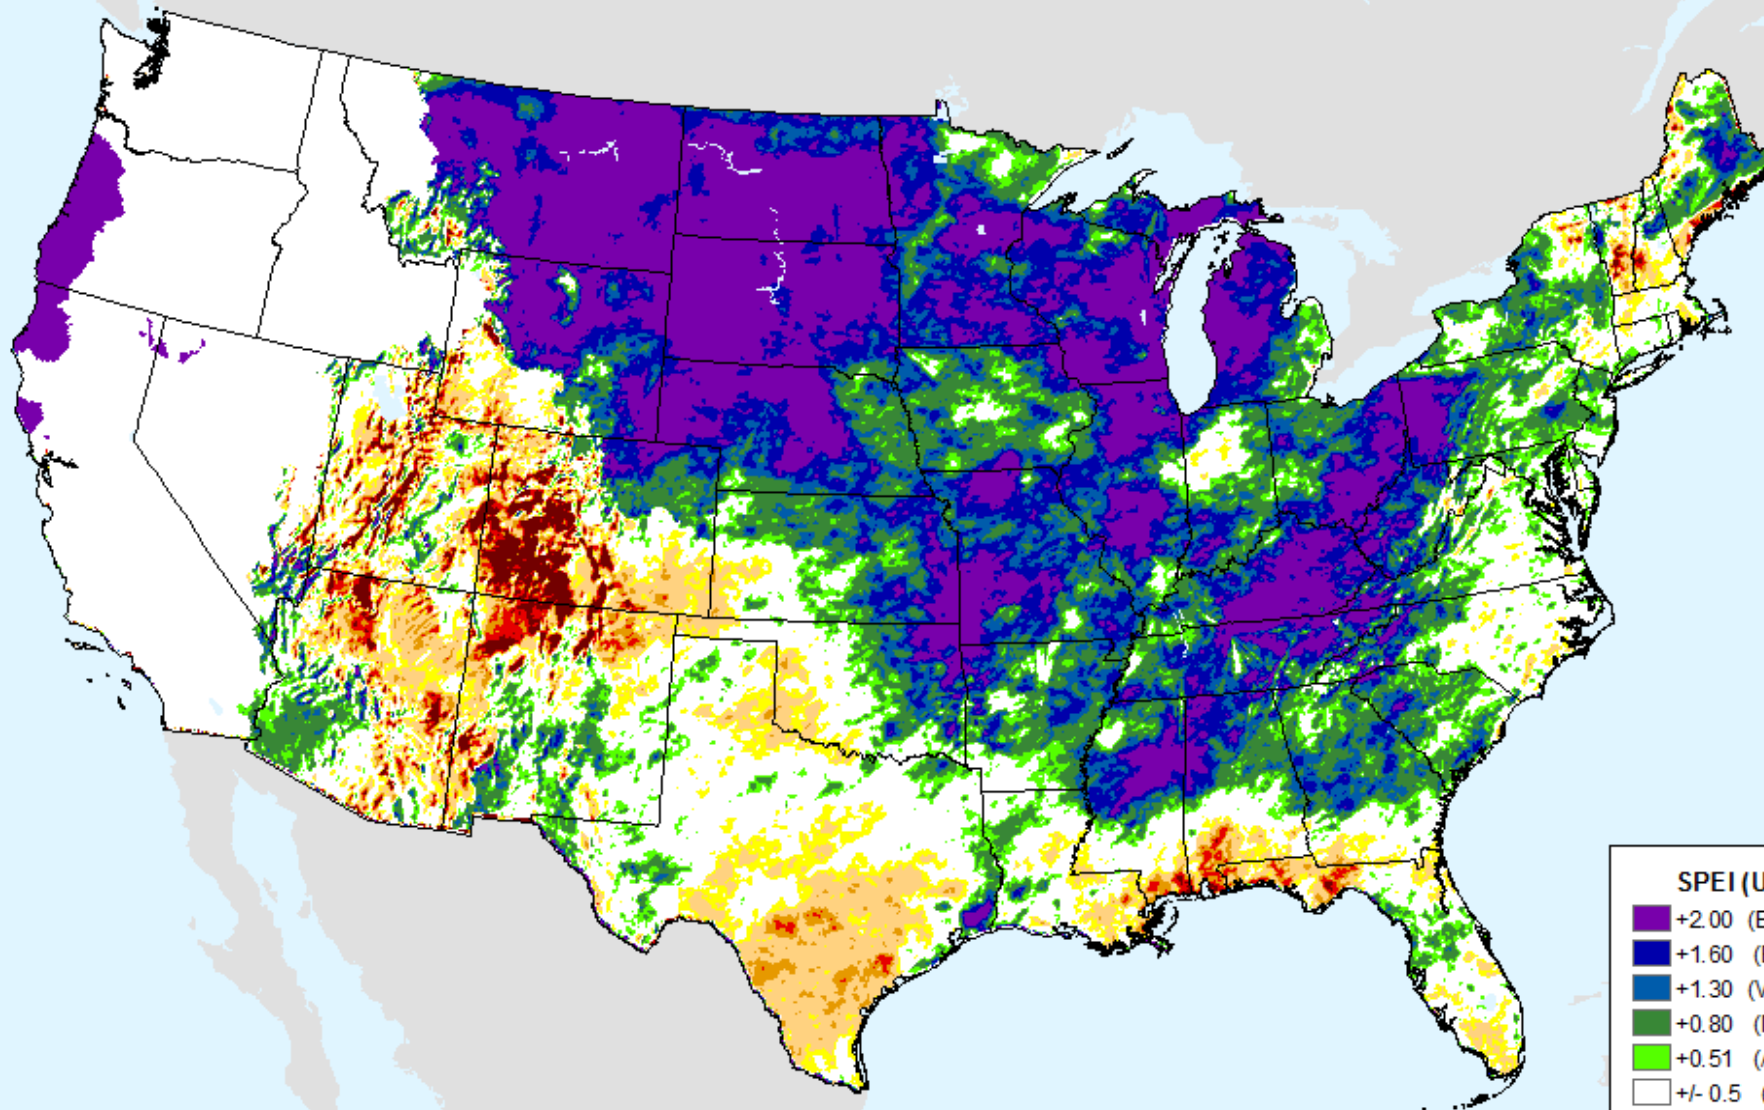 SPEI (U
+2.00 (E
+1.60 (
+1.30 (V
+0.80 (
+0.51 (
+/- 0.5 (